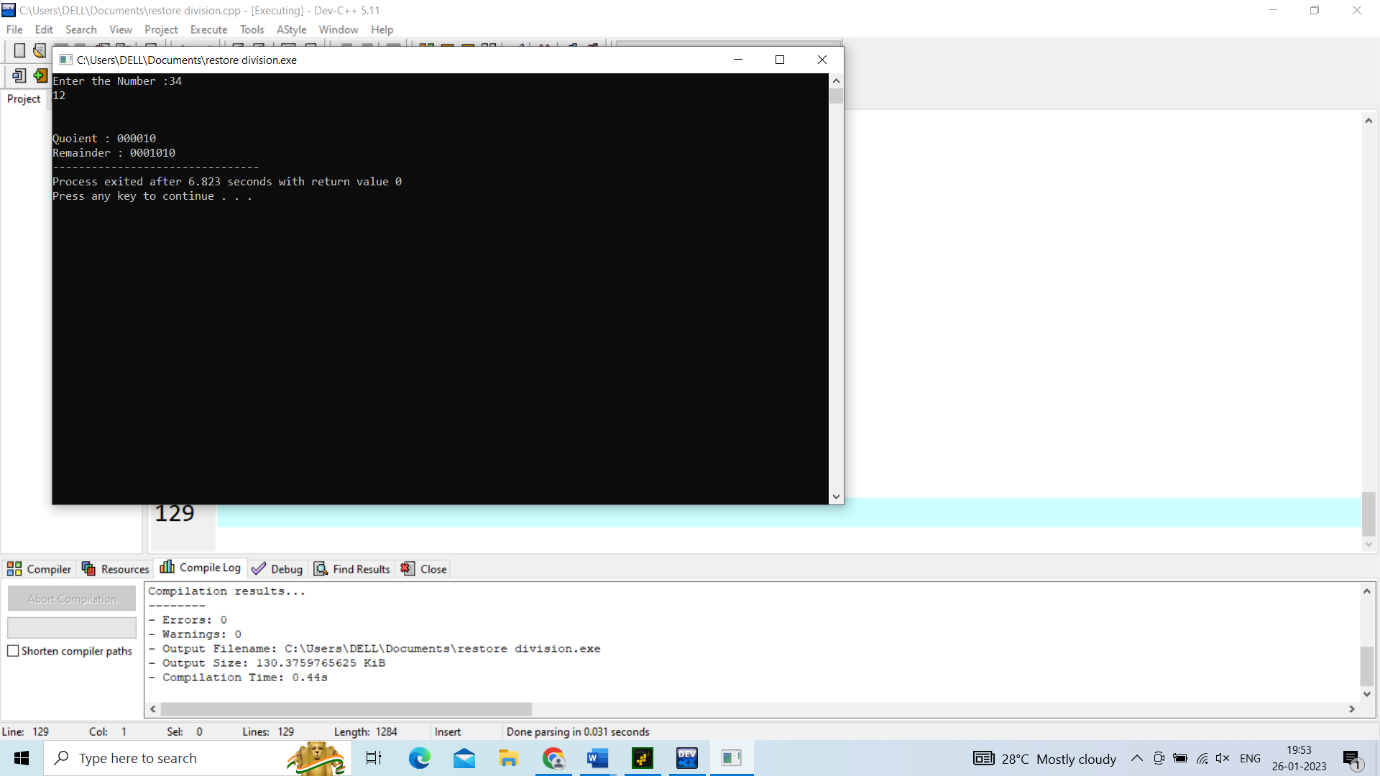 C:\Users\DELL\Documents\restore division.cpp - [Executing] - Dev-C++ 5.11
File Edit Search View Project Execute Tools AStyle Window Help
C:\Users\DELL\Documents\restore division.exe
Project
Enter the Number :34
12
Quoient : 000010
Remainder : 0001010
--------------------------------
Process exited after 6.823 seconds with return value 0
Press any key to continue . . .
129
Compiler Resources Compile Log Debug Find Results Close
Abort Compilation
Shorten compiler paths
Compilation results...
--------
- Errors: 0
- Warnings: 0
- Output Filename: C:\Users\DELL\Documents\restore division.exe
- Output Size: 130.3759765625 KiB
- Compilation Time: 0.44s
Line: 129 Col: 1 Sel: 0 Lines: 129 Length: 1284 Insert Done parsing in 0.031 seconds
Type here to search
DEV
28°C Mostly cloudy
ENG
19:53
26-01-2023
1